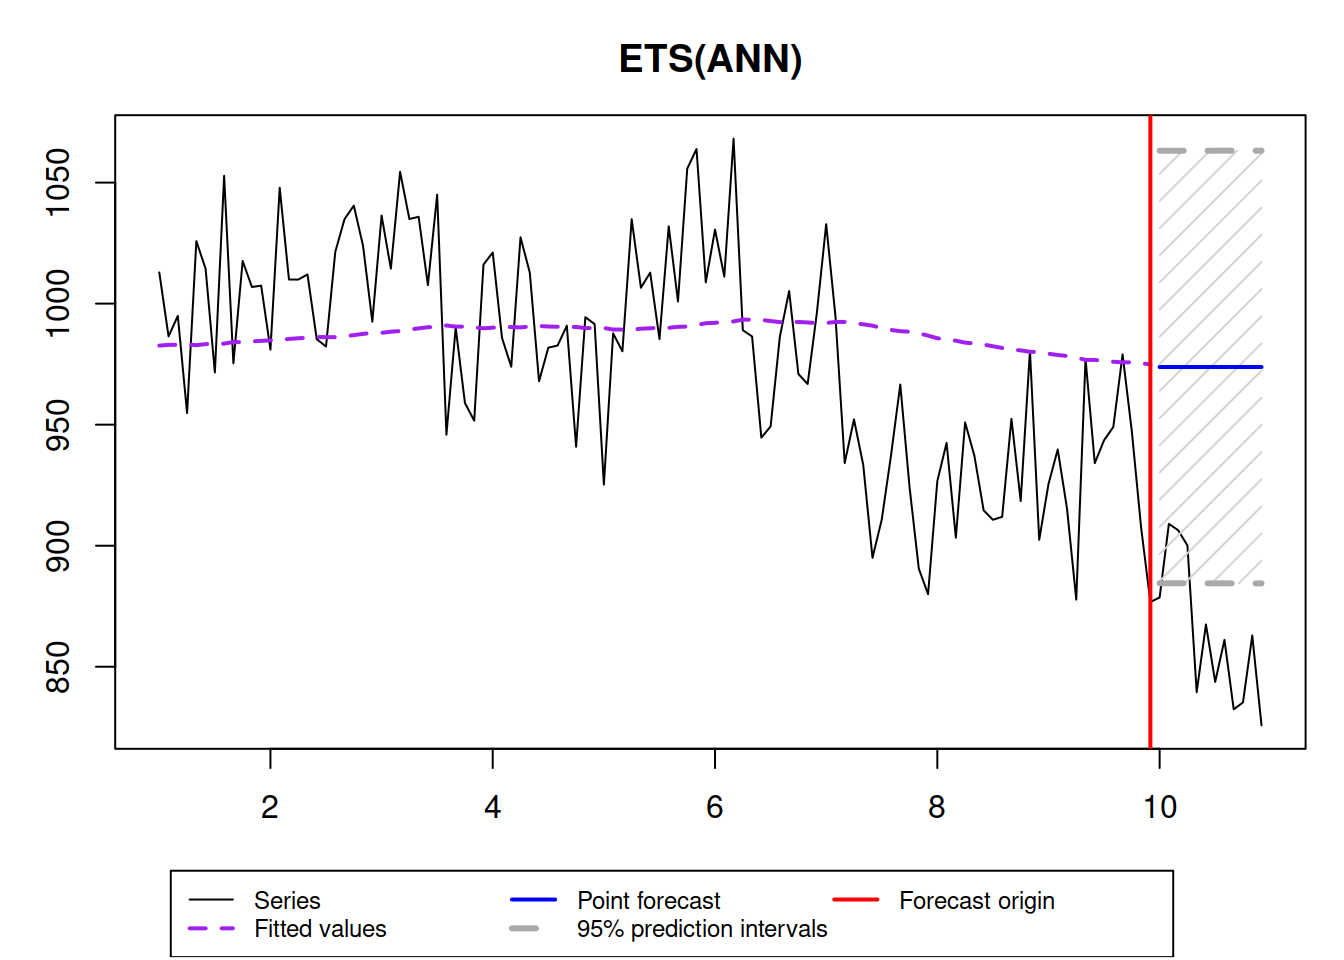 ETS(ANN)
1050
1000
950
900
850
2 4 6 8 10
Series Point forecast Forecast origin
Fitted values 95% prediction intervals